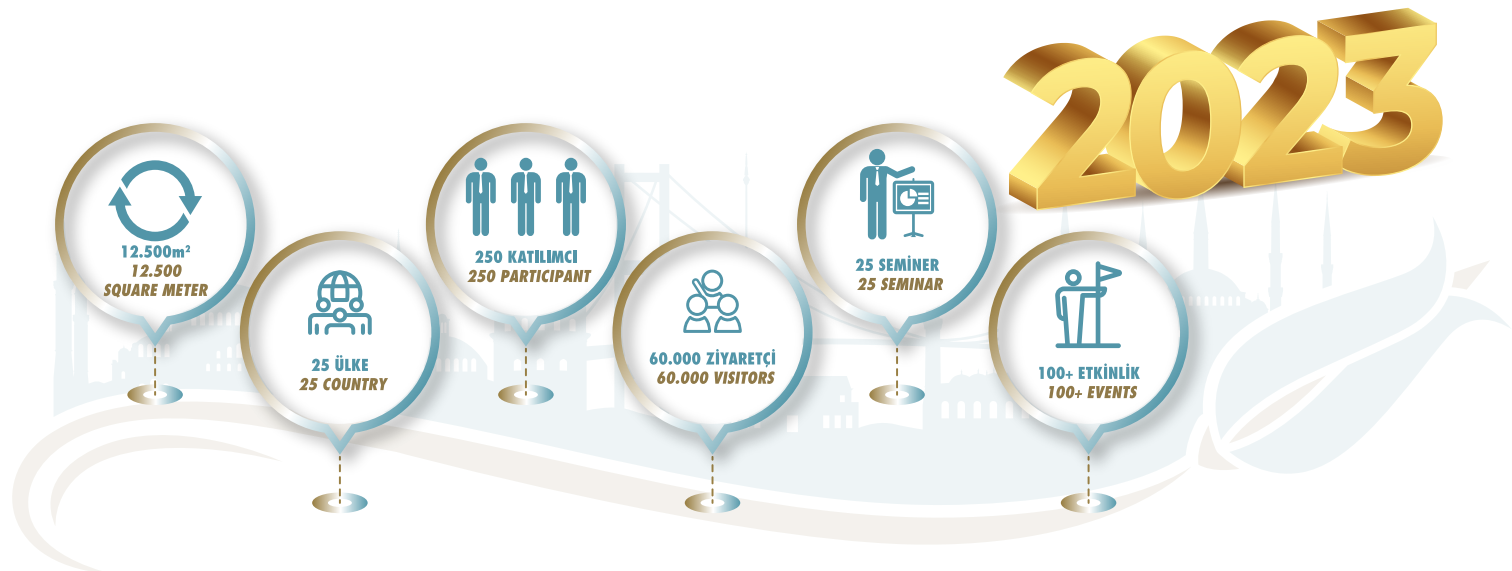 2023
12.500m²
12.500
SQUARE METER
25 ÜLKE
25 COUNTRY
250 KATILIMCI
250 PARTICIPANT
60.000 ZİYARETÇİ
60.000 VISITORS
25 SEMİNER
25 SEMINAR
100+ ETKİNLİK
100+ EVENTS